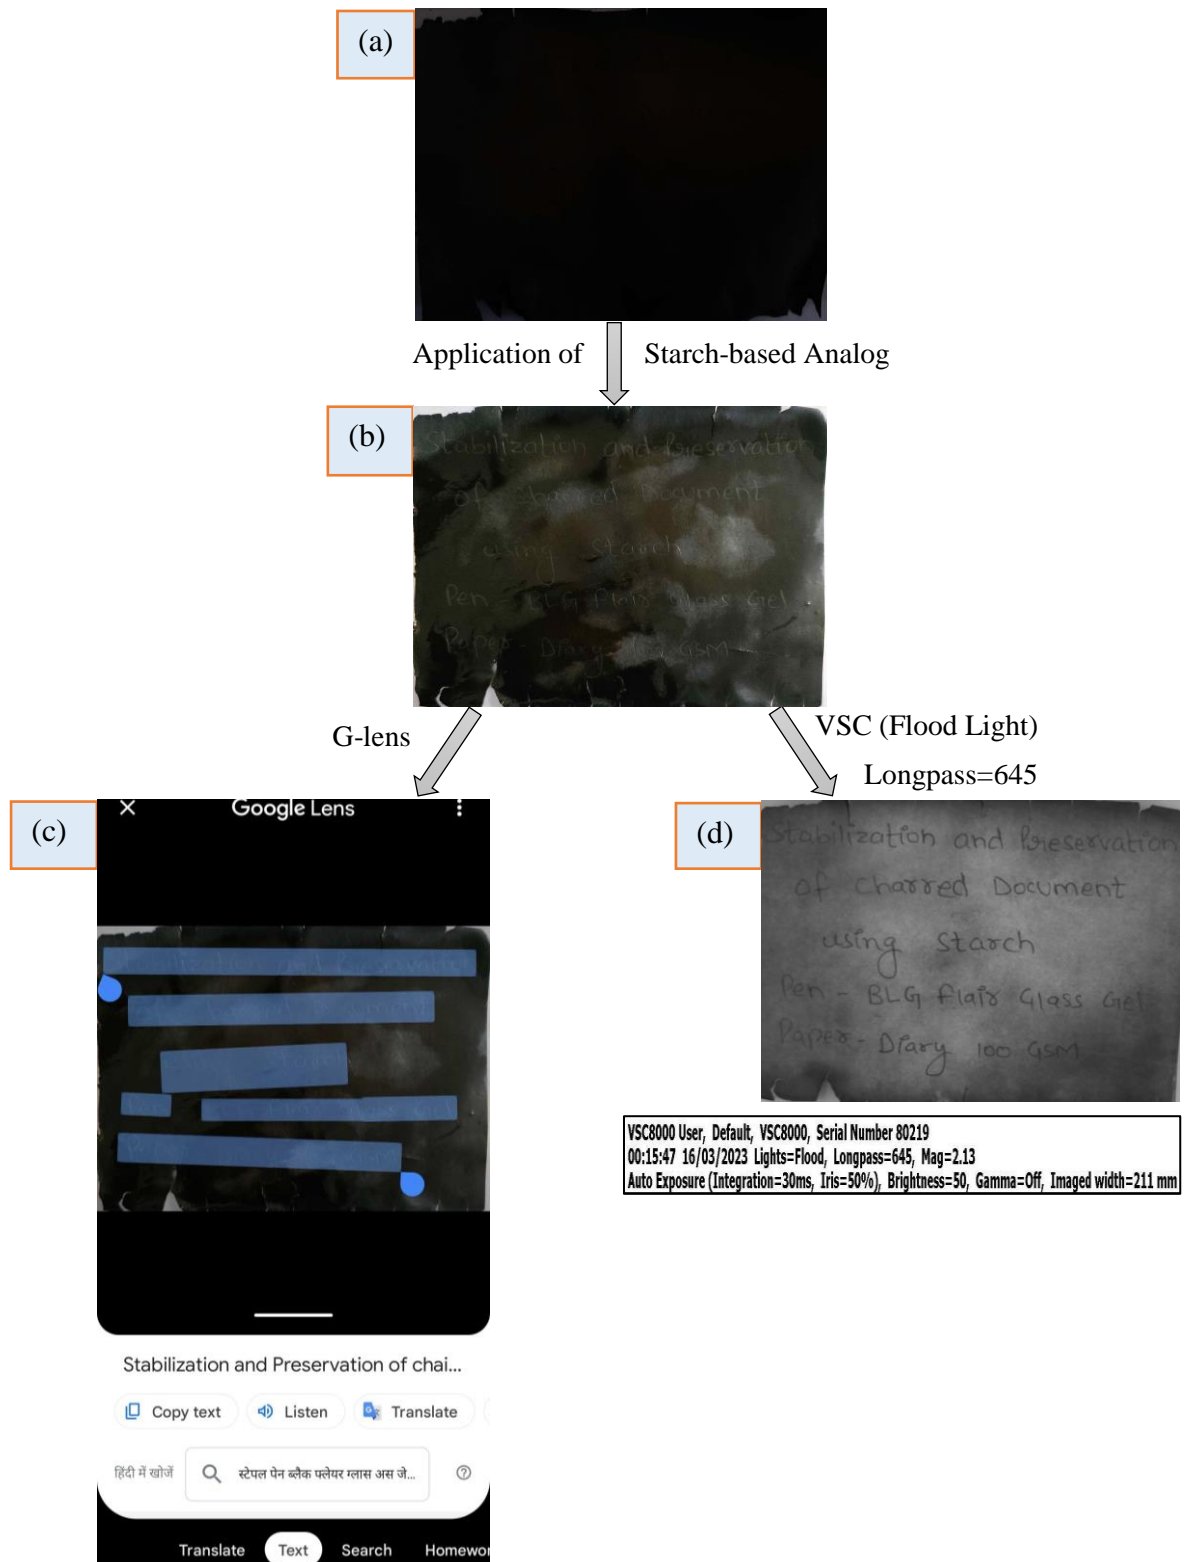 (a)
Application of Starch-based Analog
(b)
Stabilization and Preservation
of Charred Document
using Starch
Pen - BLG Flair Glass Gel
Paper - Diary 100 GSM
G-lens
VSC (Flood Light)
Longpass=645
(c)
Google Lens
Stabilization and Preservation of chai...
Copy text
Listen
Translate
हिंदी में खोजें
स्टेपल पेन ब्लैक फ्लेयर ग्लास अस जे...
Translate Text Search Homewor
(d)
Stabilization and Preservation
of Charred Document
using Starch
Pen - BLG Flair Glass Gel
Paper - Diary 100 GSM
VSC8000 User, Default, VSC8000, Serial Number 80219
00:15:47 16/03/2023 Lights=Flood, Longpass=645, Mag=2.13
Auto Exposure (Integration=30ms, Iris=50%), Brightness=50, Gamma=Off, Imaged width=211 mm